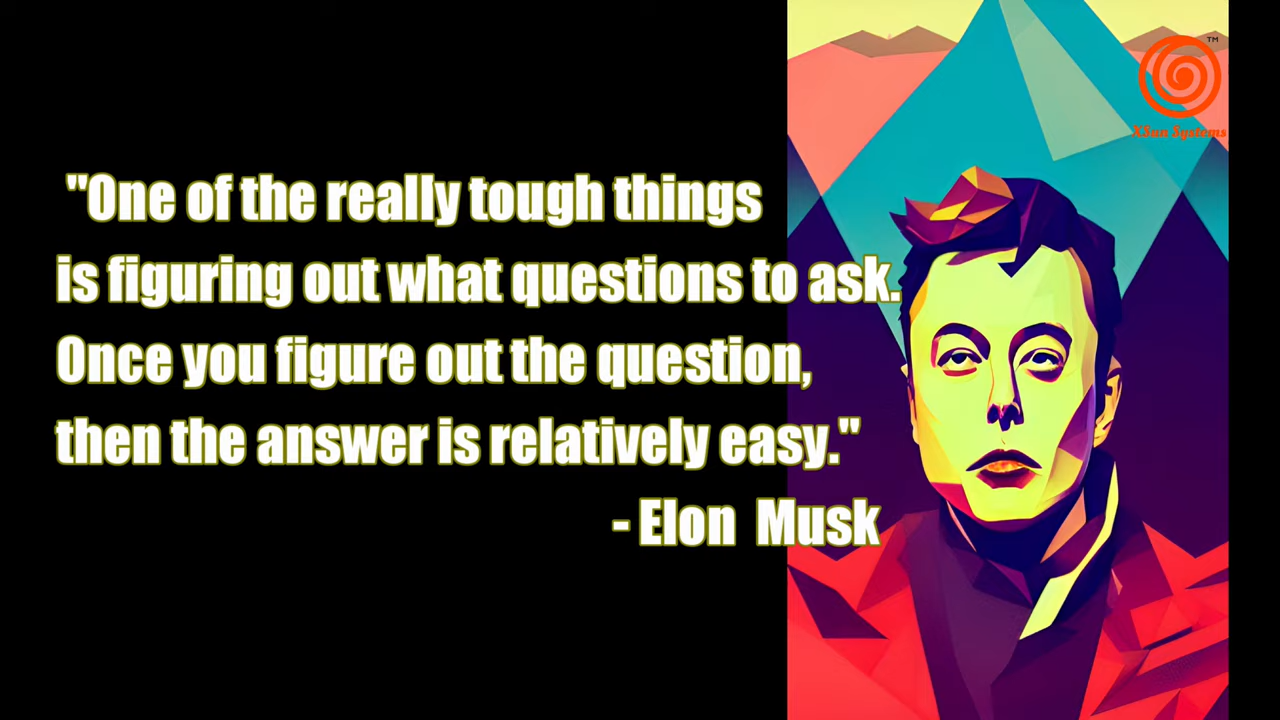 TM
XSun Systems
"One of the really tough things
is figuring out what questions to ask.
Once you figure out the question,
then the answer is relatively easy."
- Elon Musk